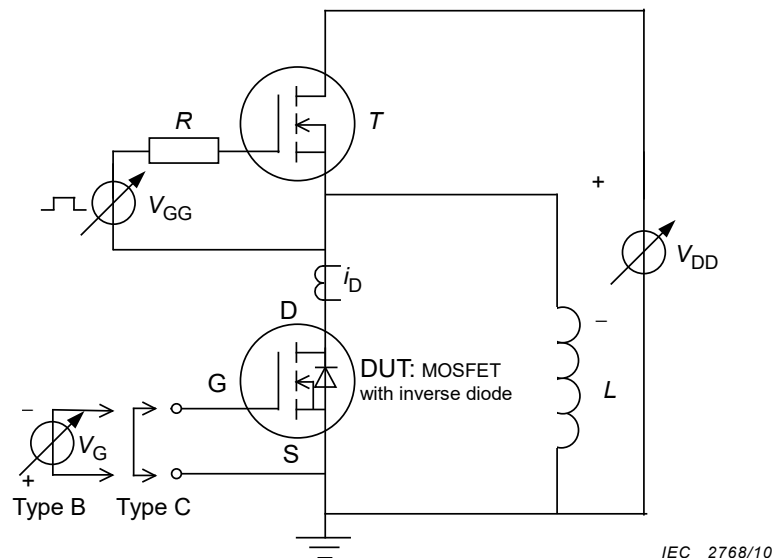 R
T
+
V_GG
V_DD
i_D
D
−
G
DUT: MOSFET
with inverse diode
L
−
V_G
S
+
Type B Type C
IEC 2768/10